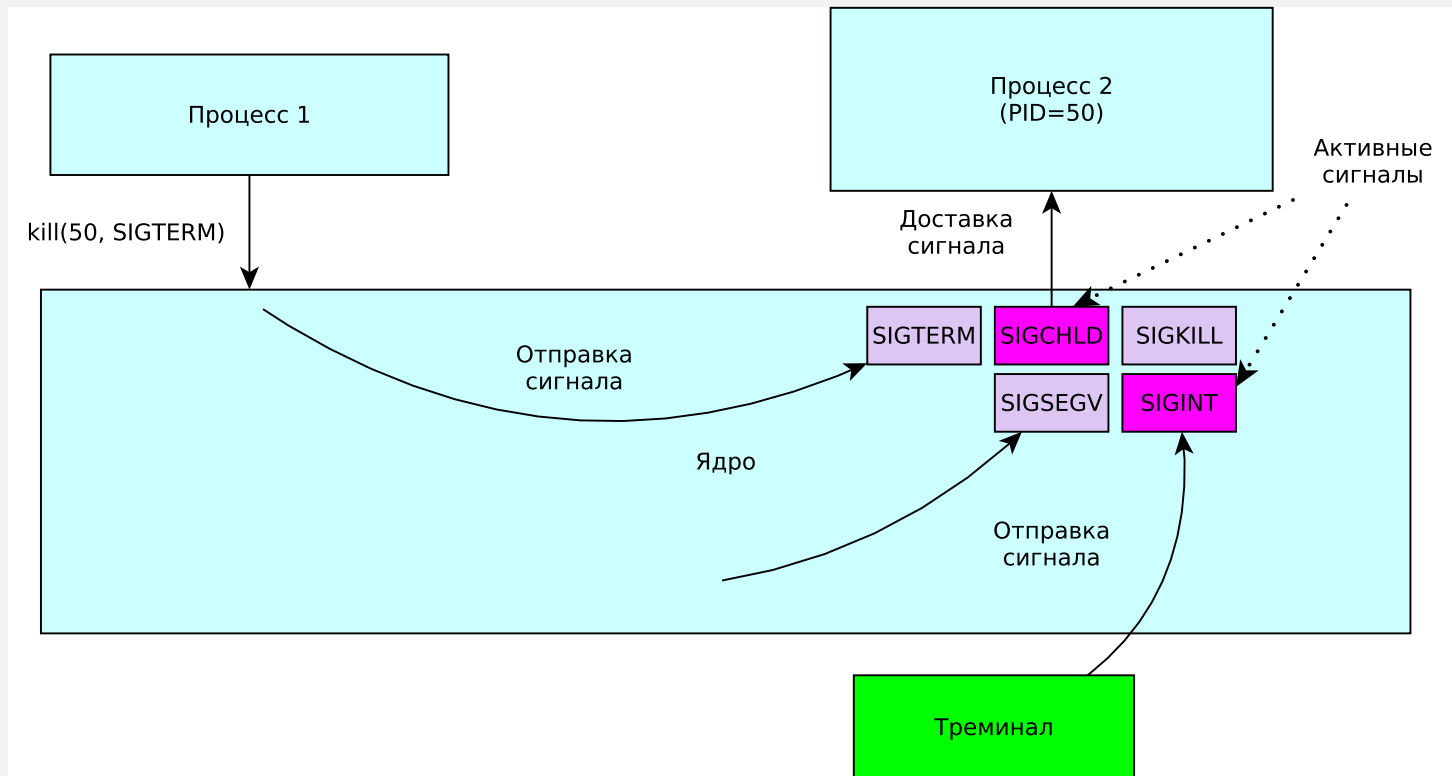 Процесс 1
Процесс 2
(PID=50)
Активные
сигналы
kill(50, SIGTERM)
Доставка
сигнала
SIGTERM
SIGCHLD
SIGKILL
Отправка
сигнала
SIGSEGV
SIGINT
Ядро
Отправка
сигнала
Треминал